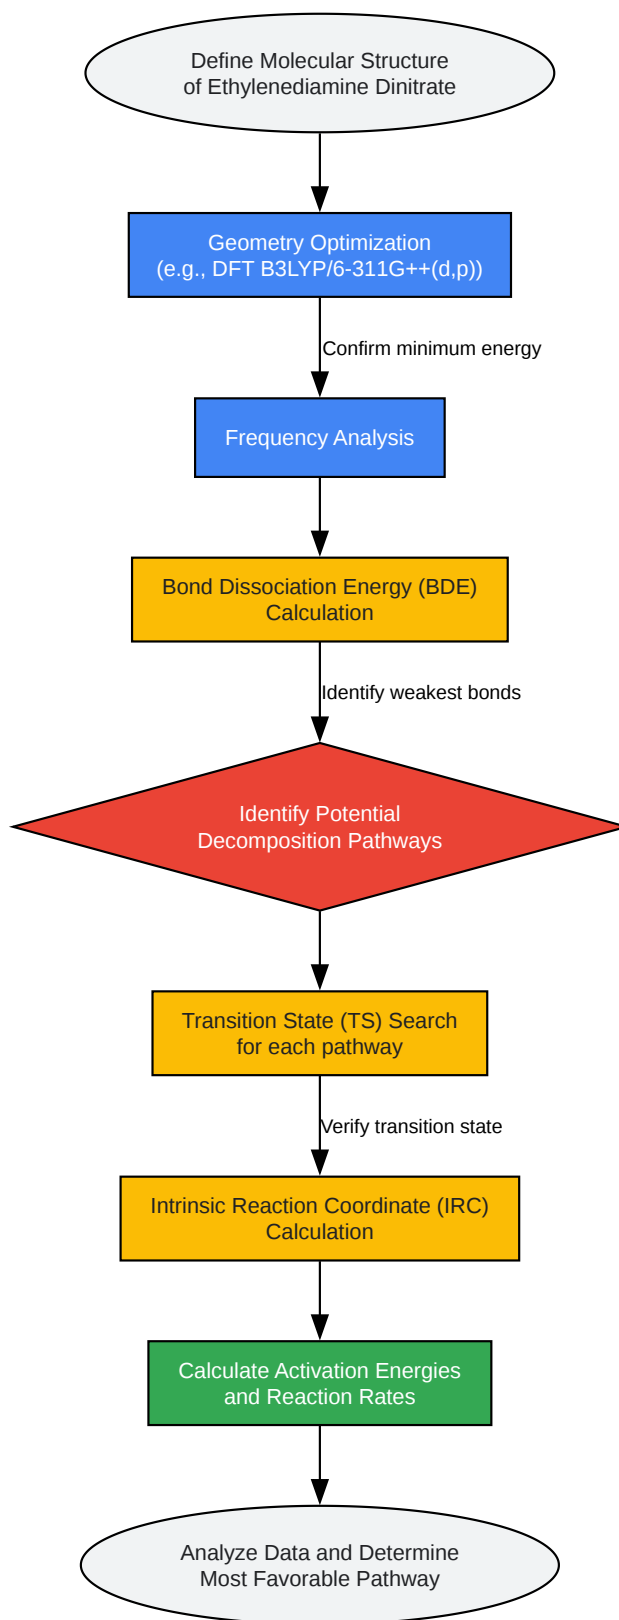 Define Molecular Structure
of Ethylenediamine Dinitrate
Geometry Optimization
(e.g., DFT B3LYP/6-311G++(d,p))
Confirm minimum energy
Frequency Analysis
Bond Dissociation Energy (BDE)
Calculation
Identify weakest bonds
Identify Potential
Decomposition Pathways
Transition State (TS) Search
for each pathway
Verify transition state
Intrinsic Reaction Coordinate (IRC)
Calculation
Calculate Activation Energies
and Reaction Rates
Analyze Data and Determine
Most Favorable Pathway